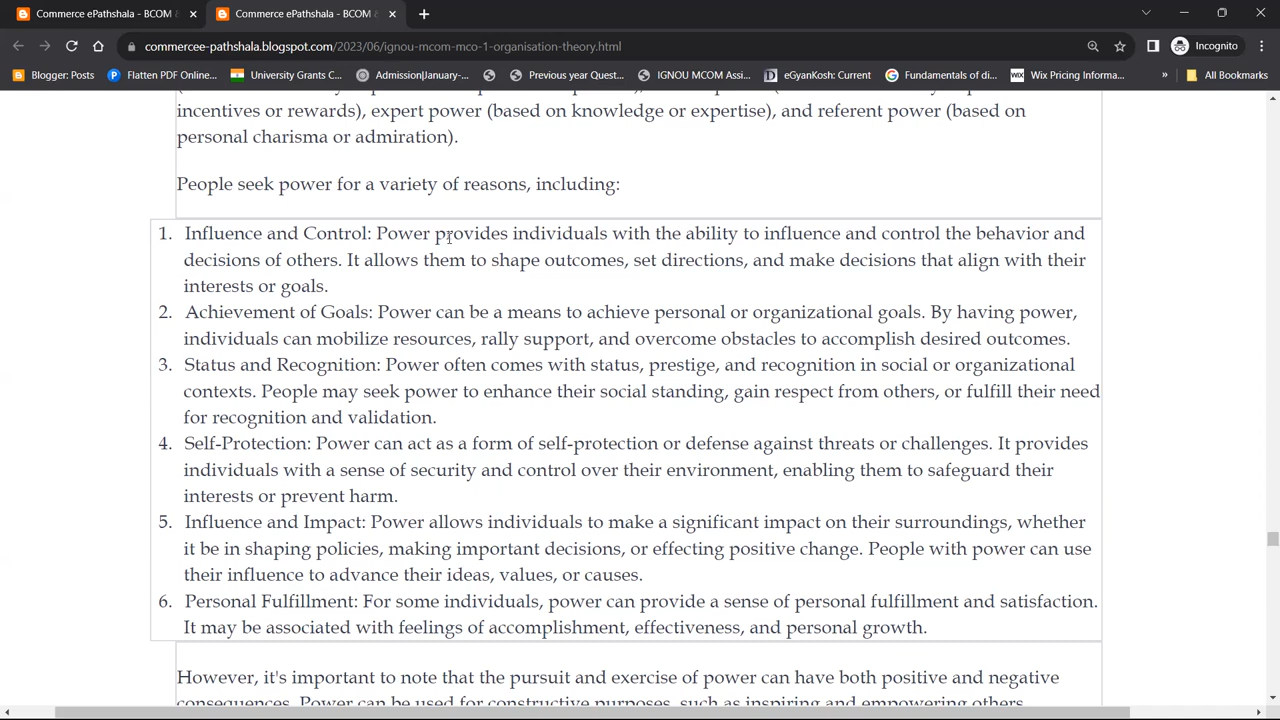 Commerce ePathshala - BCOM &
Commerce ePathshala - BCOM &
commercee-pathshala.blogspot.com/2023/06/ignou-mcom-mco-1-organisation-theory.html
Incognito
Blogger: Posts
Flatten PDF Online...
University Grants C...
Admission|January-...
Previous year Quest...
IGNOU MCOM Assi...
eGyanKosh: Current
Fundamentals of di...
Wix Pricing Informa...
»
All Bookmarks
incentives or rewards), expert power (based on knowledge or expertise), and referent power (based on
personal charisma or admiration).
People seek power for a variety of reasons, including:
1. Influence and Control: Power provides individuals with the ability to influence and control the behavior and
decisions of others. It allows them to shape outcomes, set directions, and make decisions that align with their
interests or goals.
2. Achievement of Goals: Power can be a means to achieve personal or organizational goals. By having power,
individuals can mobilize resources, rally support, and overcome obstacles to accomplish desired outcomes.
3. Status and Recognition: Power often comes with status, prestige, and recognition in social or organizational
contexts. People may seek power to enhance their social standing, gain respect from others, or fulfill their need
for recognition and validation.
4. Self-Protection: Power can act as a form of self-protection or defense against threats or challenges. It provides
individuals with a sense of security and control over their environment, enabling them to safeguard their
interests or prevent harm.
5. Influence and Impact: Power allows individuals to make a significant impact on their surroundings, whether
it be in shaping policies, making important decisions, or effecting positive change. People with power can use
their influence to advance their ideas, values, or causes.
6. Personal Fulfillment: For some individuals, power can provide a sense of personal fulfillment and satisfaction.
It may be associated with feelings of accomplishment, effectiveness, and personal growth.
However, it's important to note that the pursuit and exercise of power can have both positive and negative
consequences. Power can be used for constructive purposes, such as inspiring and empowering others